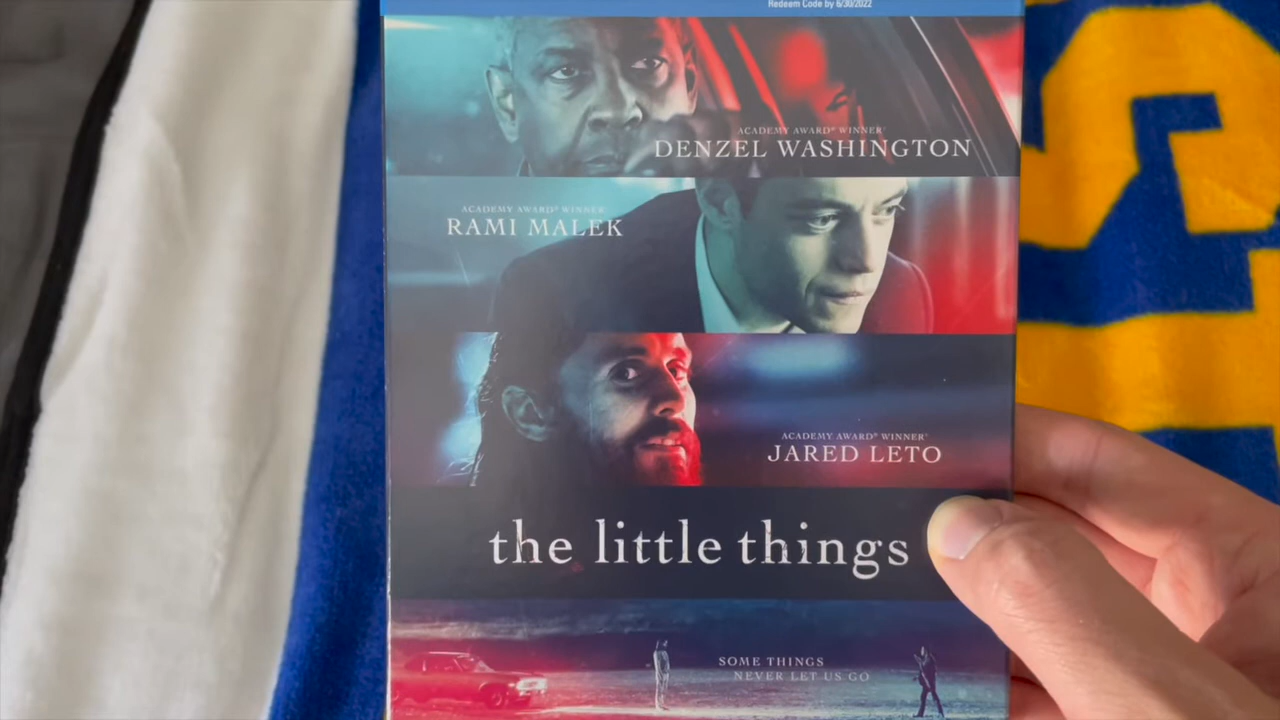 Redeem Code by 6/30/2022
ACADEMY AWARD® WINNER
DENZEL WASHINGTON
ACADEMY AWARD® WINNER
RAMI MALEK
ACADEMY AWARD® WINNER
JARED LETO
the little things
SOME THINGS
NEVER LET US GO